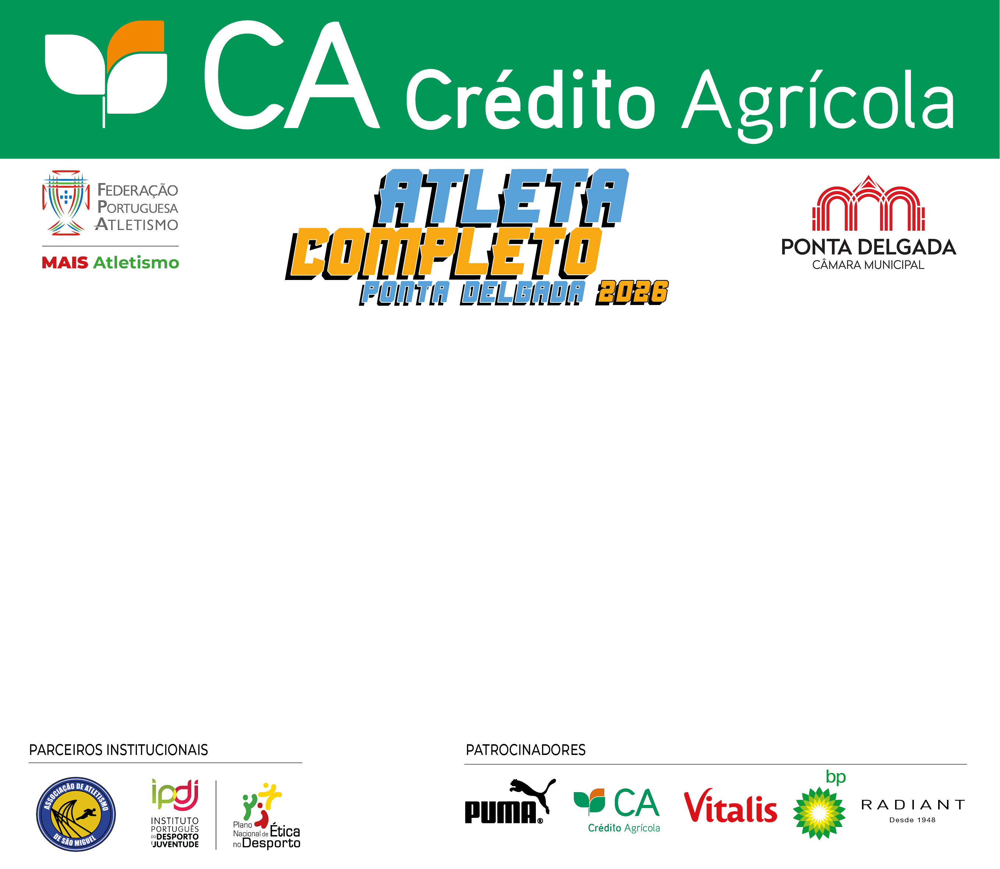 CA Crédito Agrícola
FEDERAÇÃO
PORTUGUESA
ATLETISMO
MAIS Atletismo
ATLETA
COMPLETO
PONTA DELGADA 2026
PONTA DELGADA
CÂMARA MUNICIPAL
PARCEIROS INSTITUCIONAIS
ASSOCIAÇÃO DE ATLETISMO
DE SÃO MIGUEL
ipdj
INSTITUTO
PORTUGUÊS
DO DESPORTO
E JUVENTUDE
Plano
Nacional de Ética
no Desporto
PATROCINADORES
PUMA®
CA
Crédito Agrícola
Vitalis
bp
RADIANT
Desde 1948